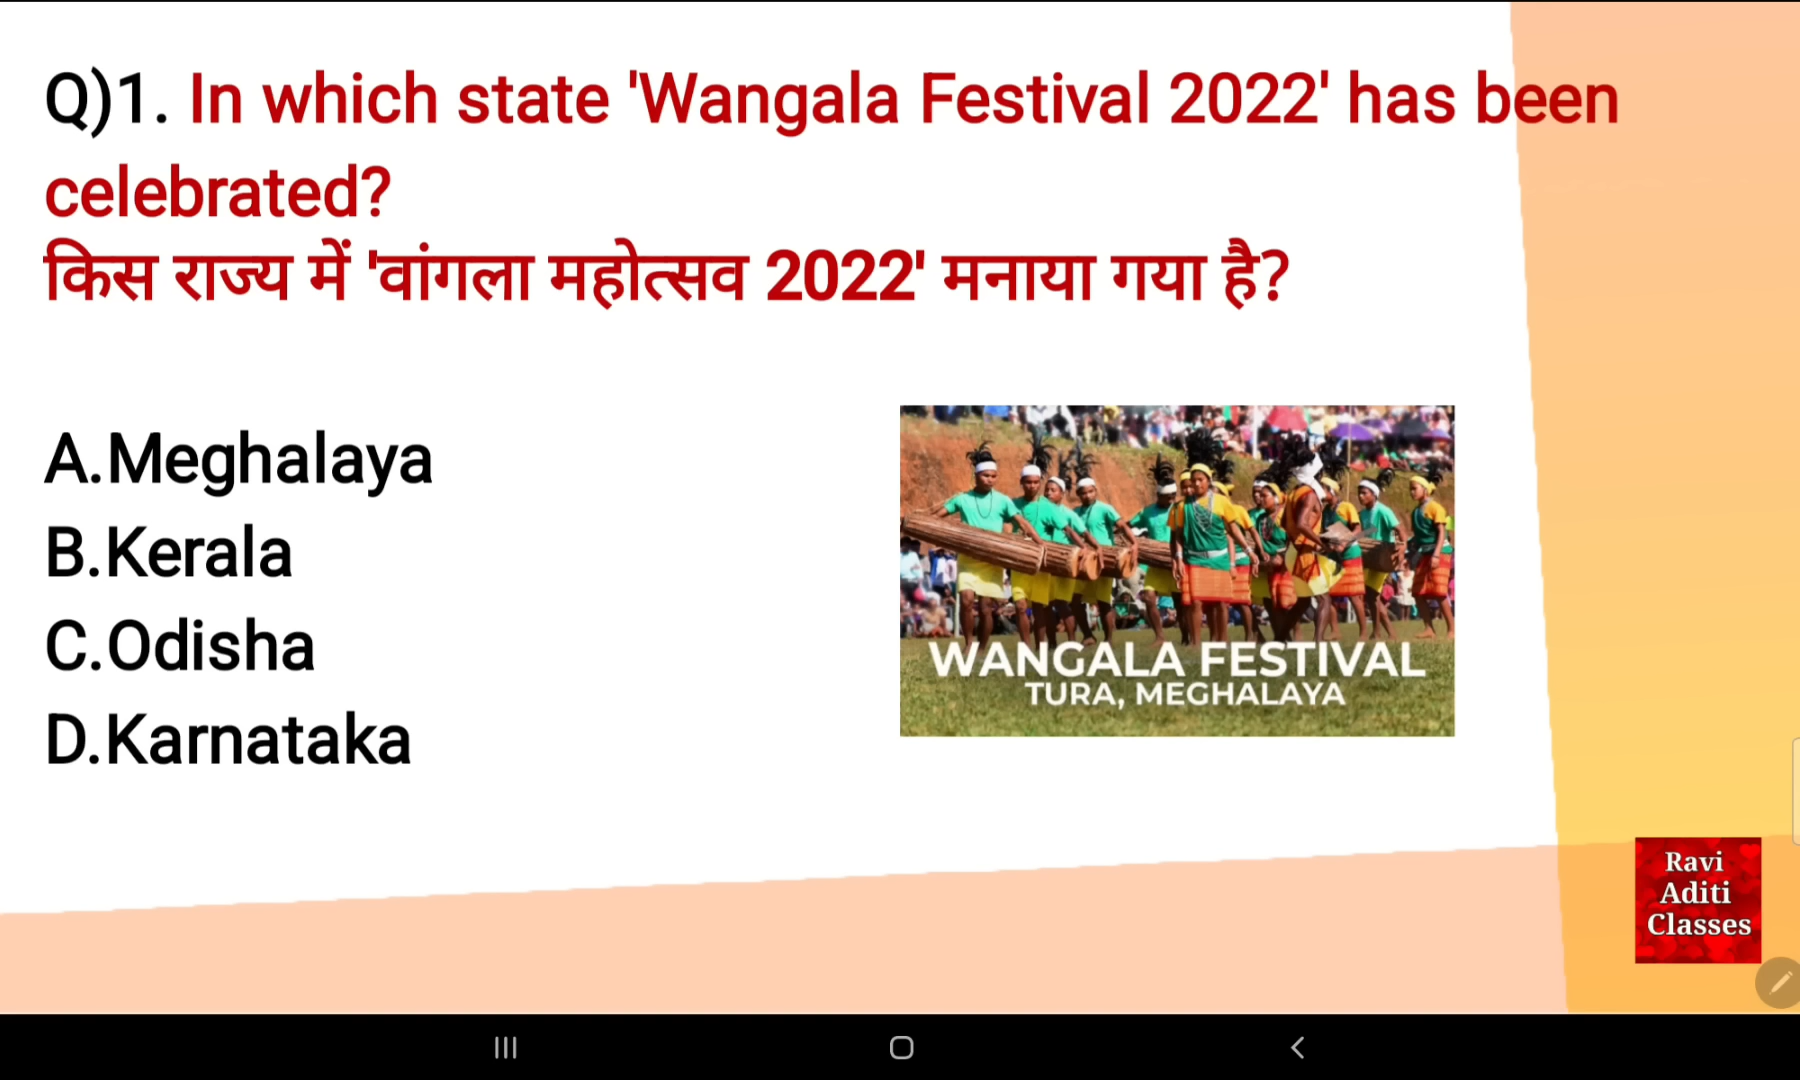 Q)1. In which state 'Wangala Festival 2022' has been
celebrated?
किस राज्य में 'वांगला महोत्सव 2022' मनाया गया है?
A.Meghalaya
B.Kerala
C.Odisha
D.Karnataka
WANGALA FESTIVAL
TURA, MEGHALAYA
Ravi
Aditi
Classes